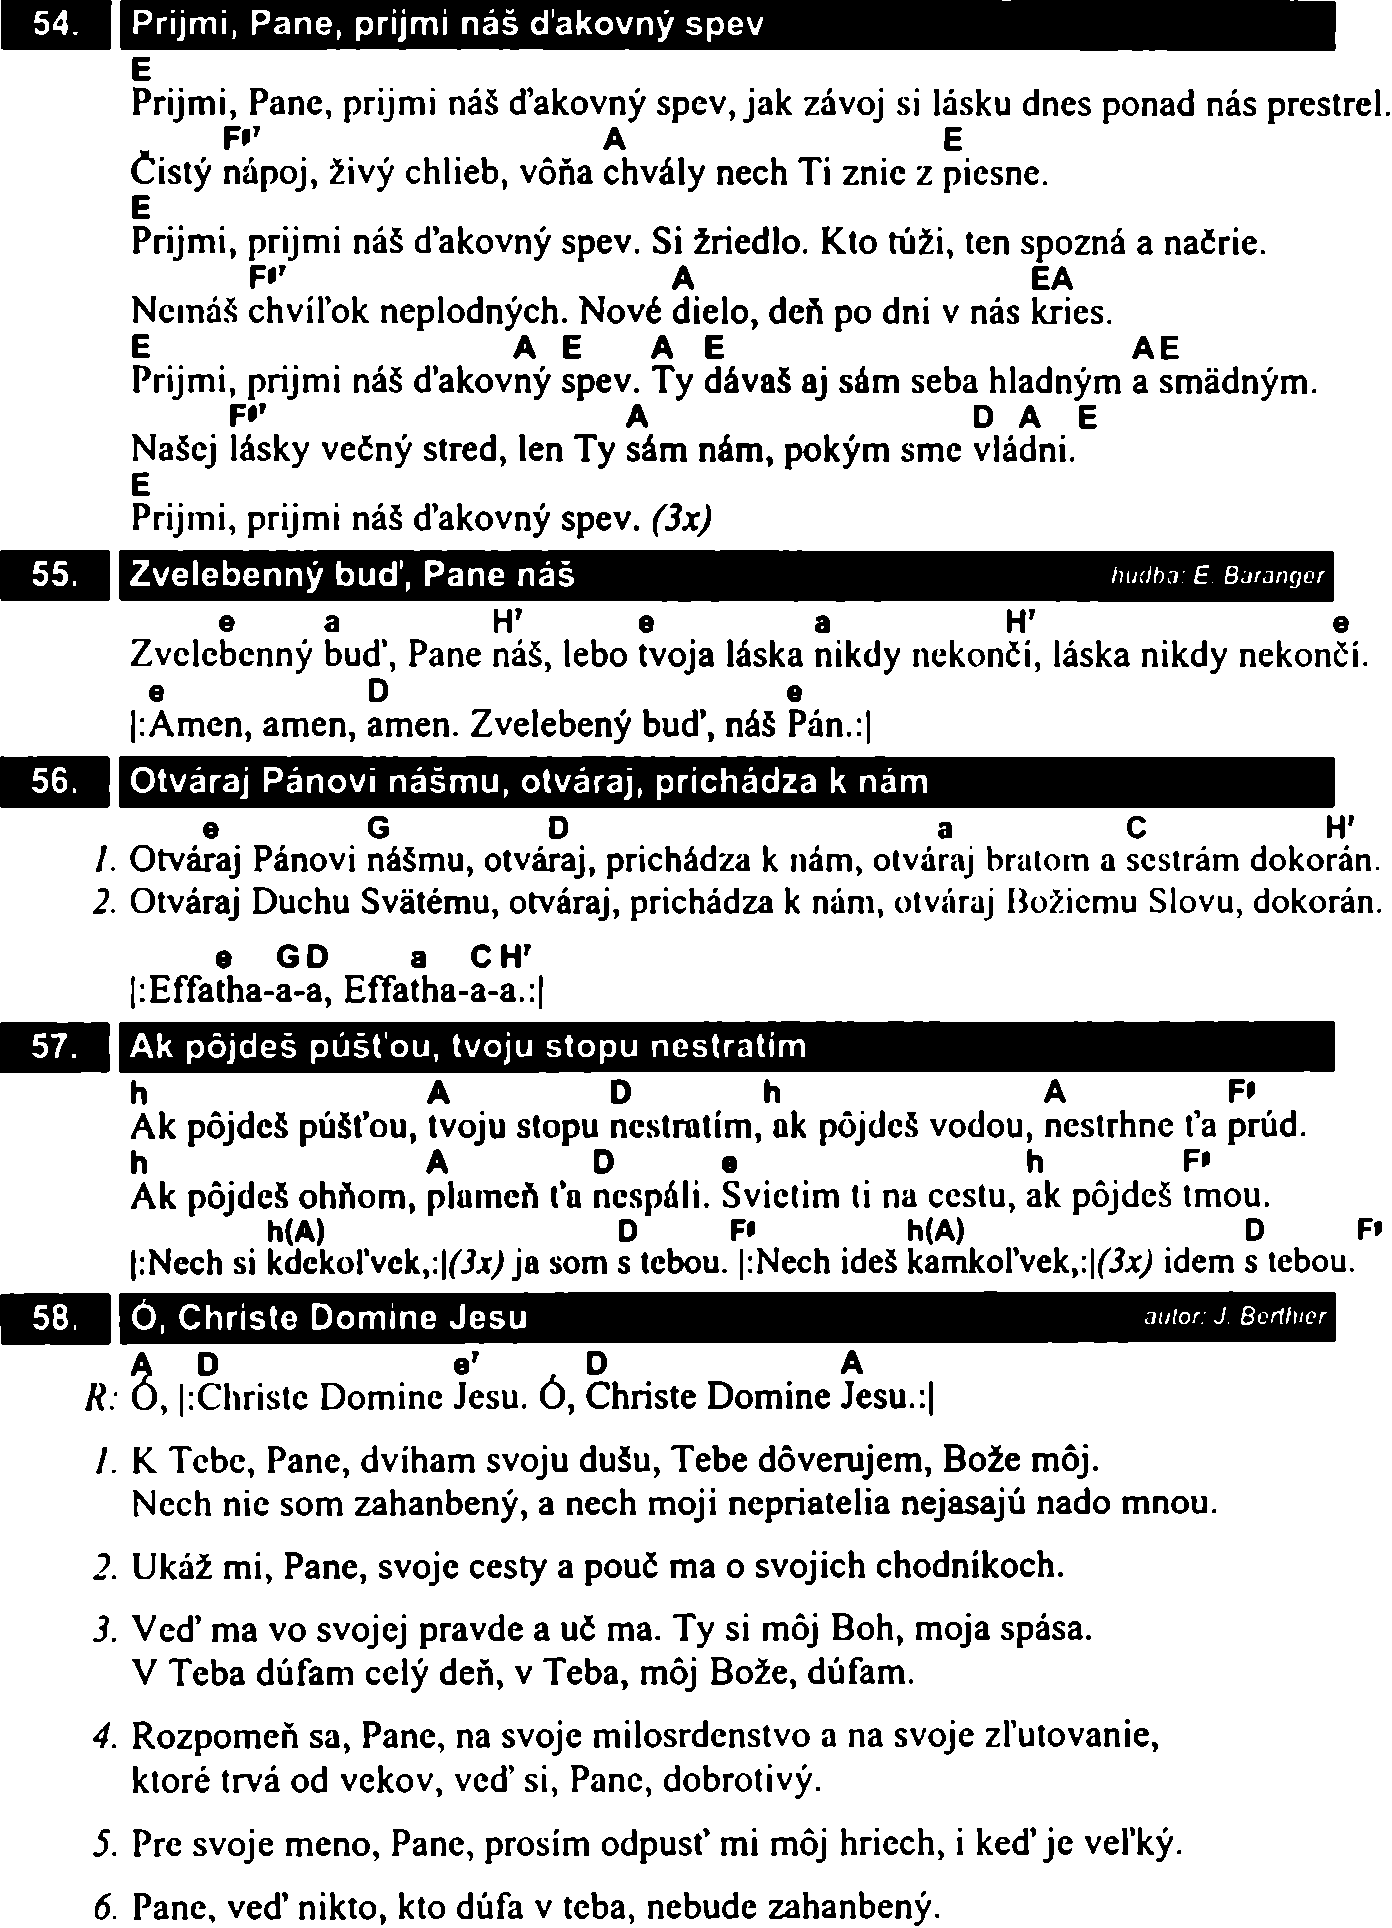 54. Prijmi, Pane, prijmi náš ďakovný spev
E
Prijmi, Pane, prijmi náš ďakovný spev, jak závoj si lásku dnes ponad nás prestrel.
F#7 A E
Čistý nápoj, živý chlieb, vôňa chvály nech Ti znie z piesne.
E
Prijmi, prijmi náš ďakovný spev. Si žriedlo. Kto túži, ten spozná a načrie.
F#7 A EA
Nemáš chvíľok neplodných. Nové dielo, deň po dni v nás kries.
E A E A E A E
Prijmi, prijmi náš ďakovný spev. Ty dávaš aj sám seba hladným a smädným.
F#7 A D A E
Našej lásky večný stred, len Ty sám nám, pokým sme vládni.
E
Prijmi, prijmi náš ďakovný spev. (3x)
55. Zvelebenný buď, Pane náš hudba: E. Baranger
e a H7 e a H7 e
Zvelebenný buď, Pane náš, lebo tvoja láska nikdy nekončí, láska nikdy nekončí.
e D e
|:Amen, amen, amen. Zvelebený buď, náš Pán.:|
56. Otváraj Pánovi nášmu, otváraj, prichádza k nám
e G D a C H7
1. Otváraj Pánovi nášmu, otváraj, prichádza k nám, otváraj bratom a sestrám dokorán.
2. Otváraj Duchu Svätému, otváraj, prichádza k nám, otváraj Božiemu Slovu, dokorán.
e G D a C H7
|:Effatha-a-a, Effatha-a-a.:|
57. Ak pôjdeš púšťou, tvoju stopu nestratím
h A D h A F#
Ak pôjdeš púšťou, tvoju stopu nestratím, ak pôjdeš vodou, nestrhne ťa prúd.
h A D e h F#
Ak pôjdeš ohňom, plameň ťa nespáli. Svietim ti na cestu, ak pôjdeš tmou.
h(A) D F# h(A) D F#
|:Nech si kdekoľvek,:|(3x) ja som s tebou. |:Nech ideš kamkoľvek,:|(3x) idem s tebou.
58. Ó, Christe Domine Jesu autor: J. Berthier
A D e7 D A
R: Ó, |:Christe Domine Jesu. Ó, Christe Domine Jesu.:|
1. K Tebe, Pane, dvíham svoju dušu, Tebe dôverujem, Bože môj.
Nech nie som zahanbený, a nech moji nepriatelia nejasajú nado mnou.
2. Ukáž mi, Pane, svoje cesty a pouč ma o svojich chodníkoch.
3. Veď ma vo svojej pravde a uč ma. Ty si môj Boh, moja spása.
V Teba dúfam celý deň, v Teba, môj Bože, dúfam.
4. Rozpomeň sa, Pane, na svoje milosrdenstvo a na svoje zľutovanie,
ktoré trvá od vekov, veď si, Pane, dobrotivý.
5. Pre svoje meno, Pane, prosím odpusť mi môj hriech, i keď je veľký.
6. Pane, veď nikto, kto dúfa v teba, nebude zahanbený.